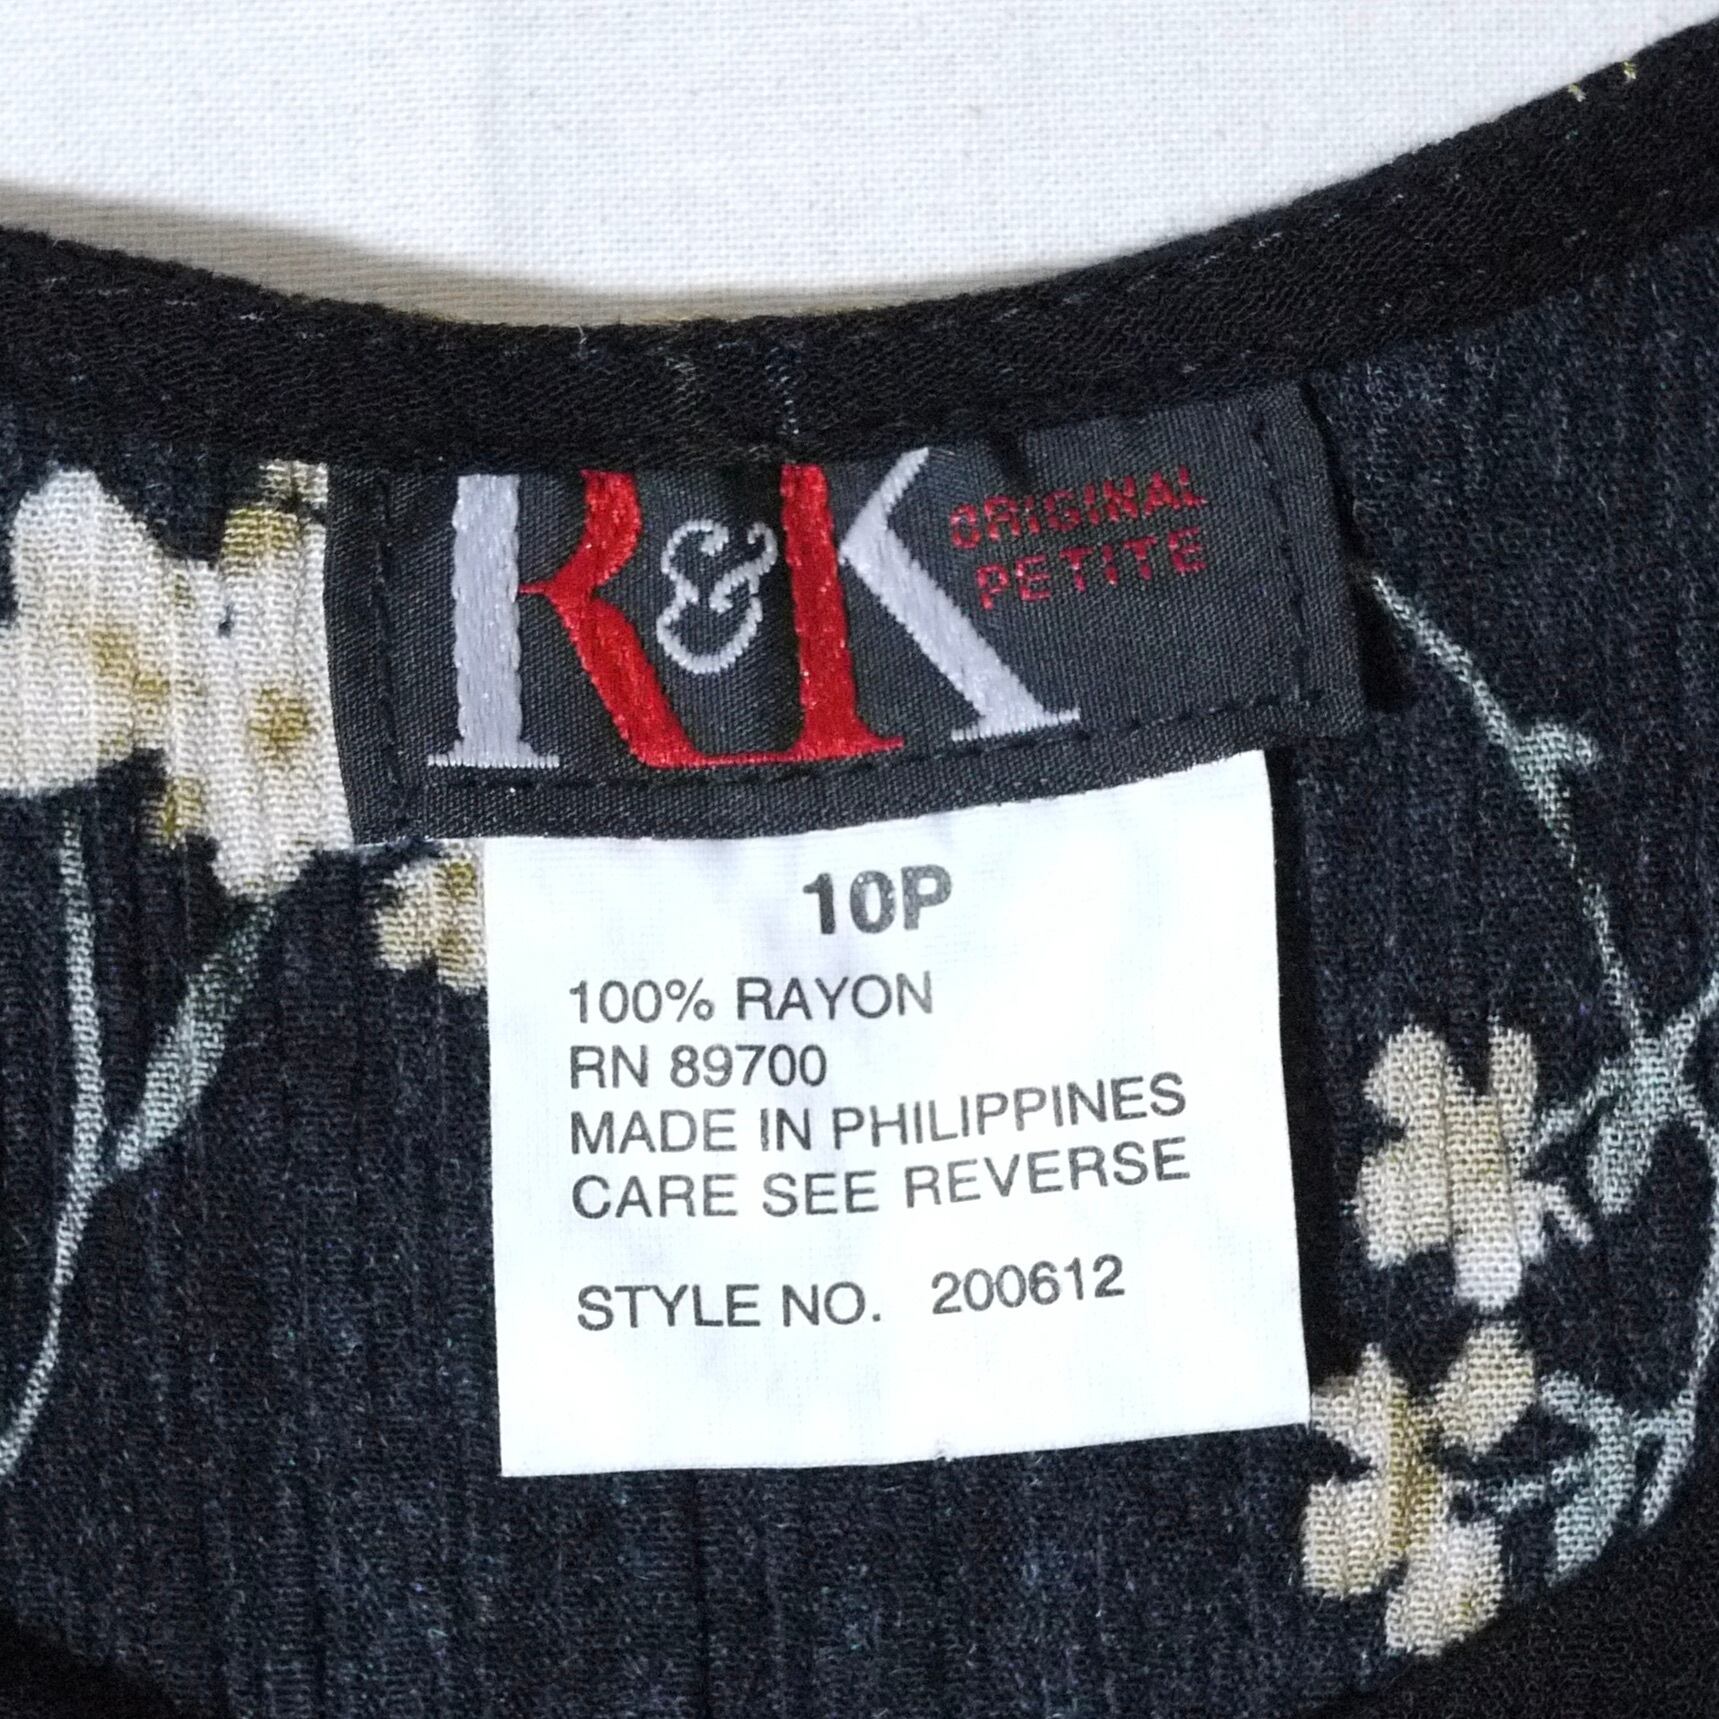 R&K ORIGINAL
PETITE
10P
100% RAYON
RN 89700
MADE IN PHILIPPINES
CARE SEE REVERSE
STYLE NO. 200612